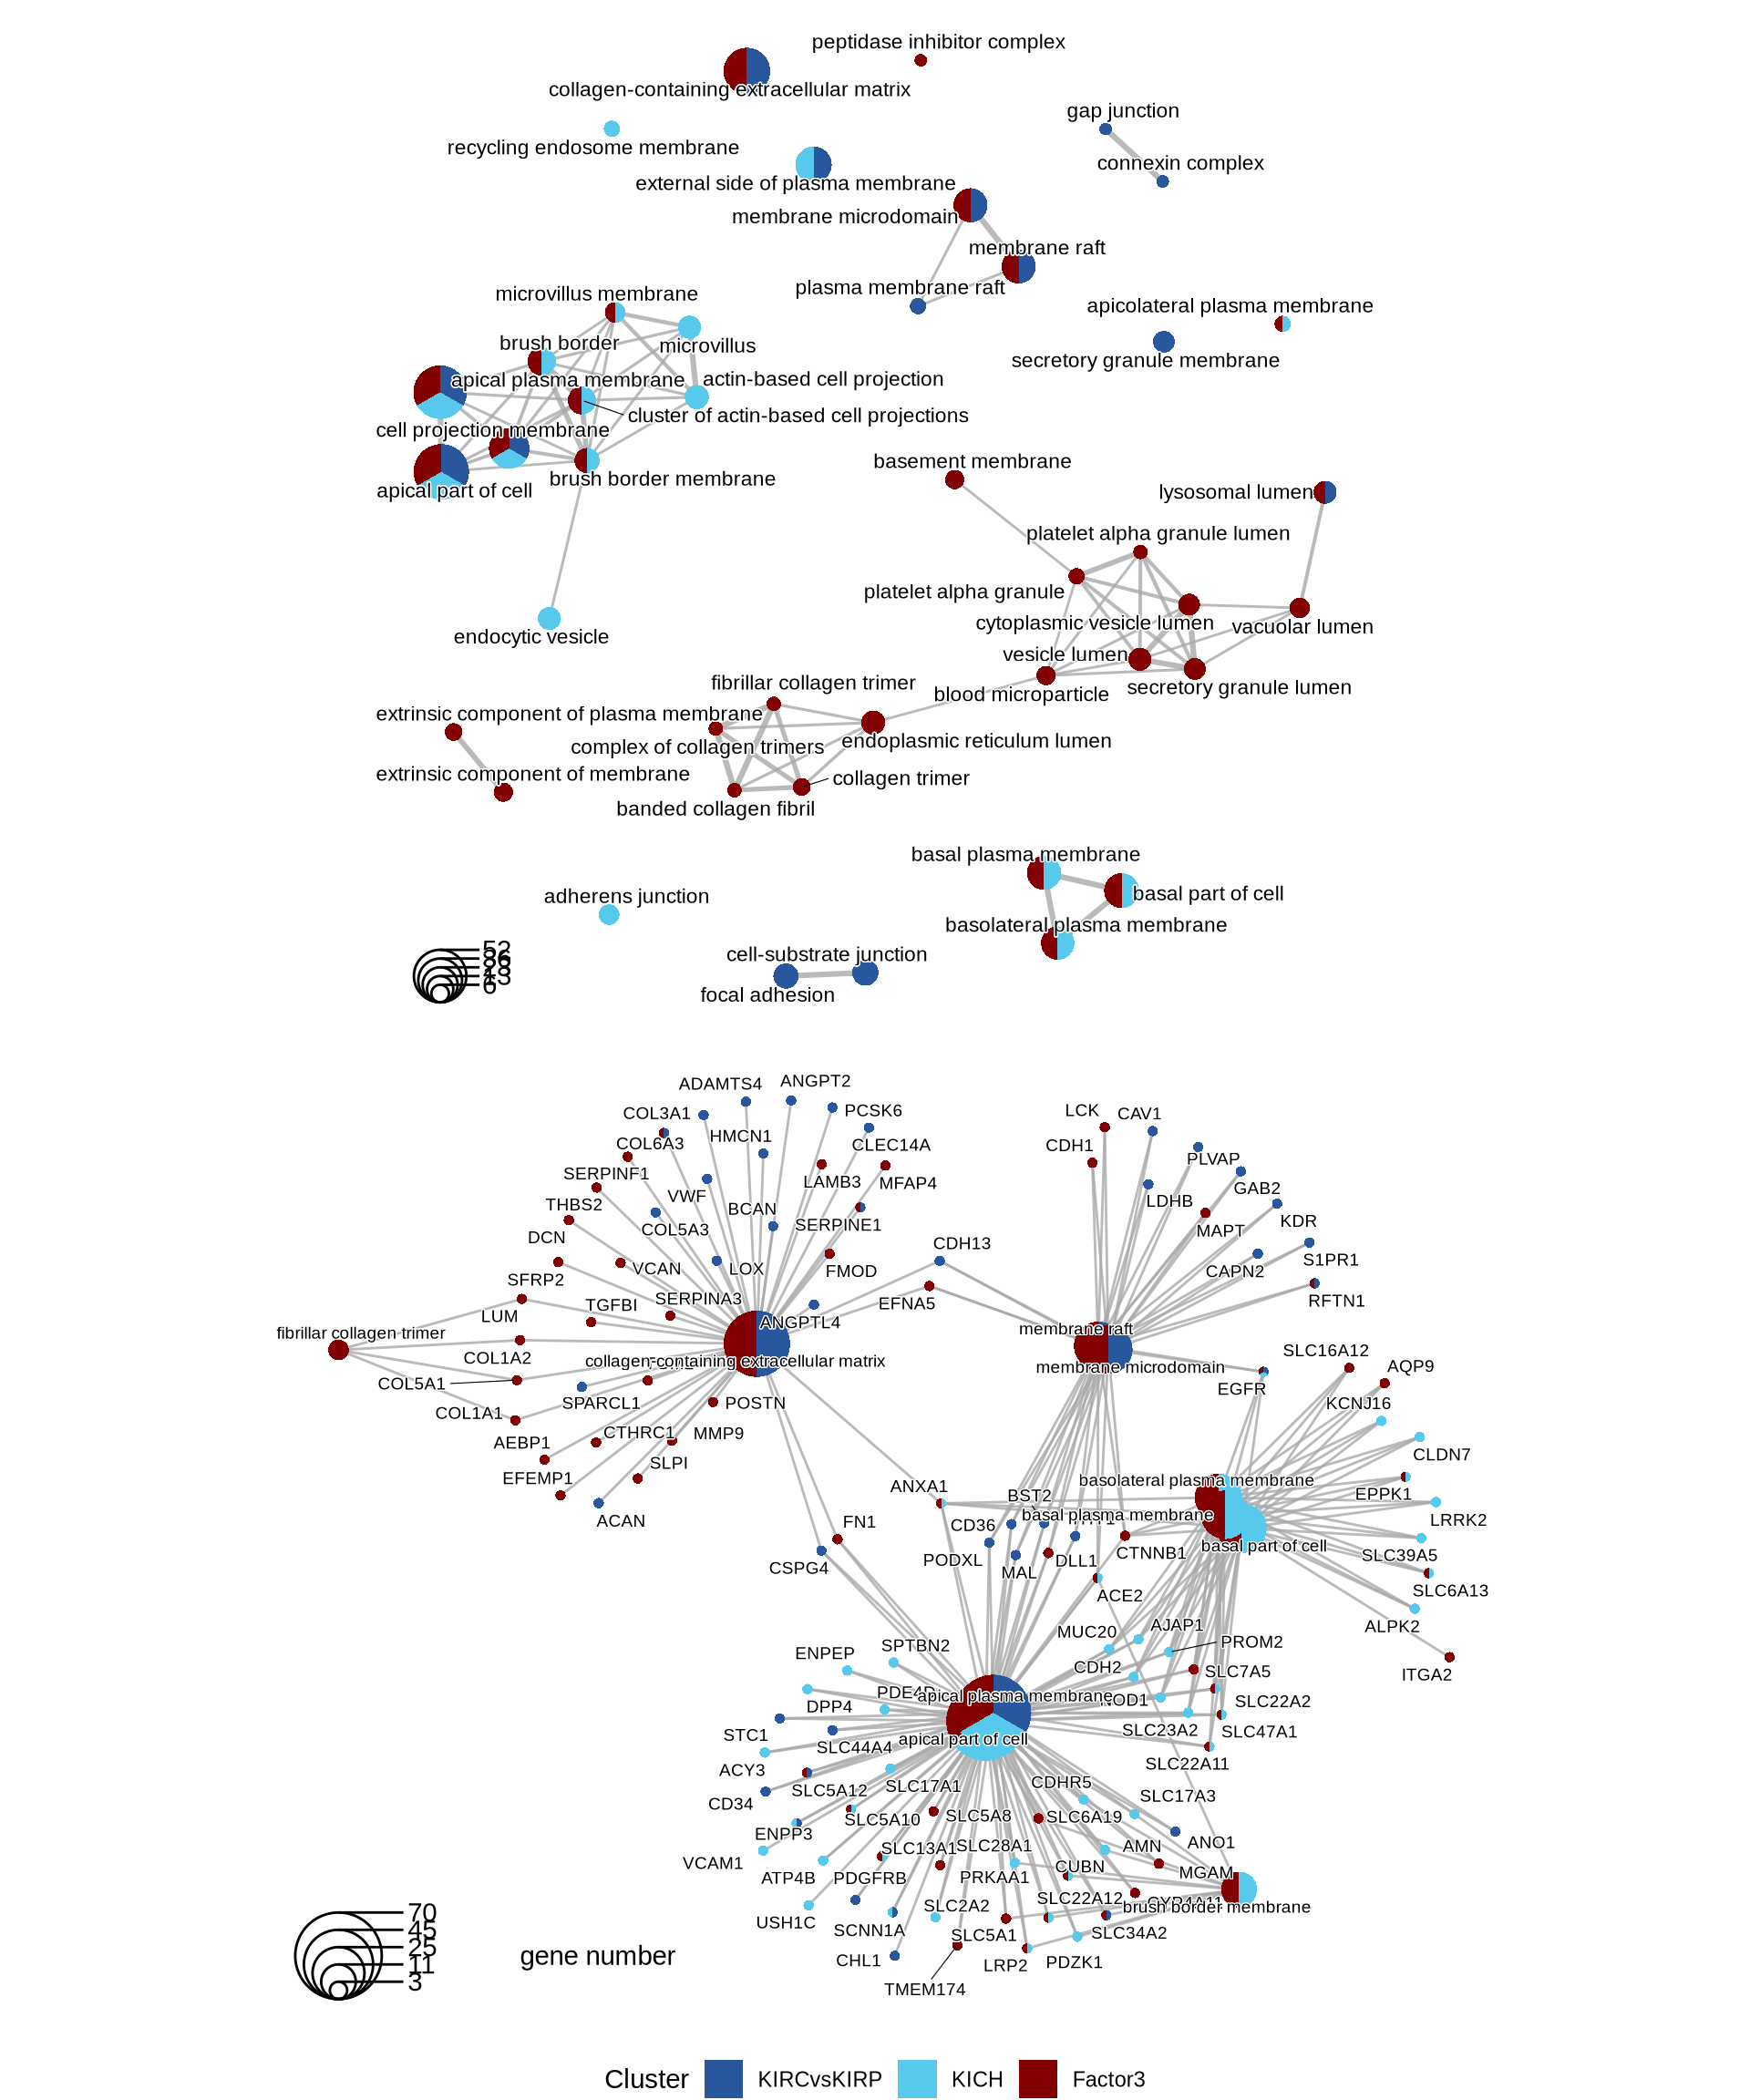 peptidase inhibitor complex
collagen-containing extracellular matrix
gap junction
recycling endosome membrane
connexin complex
external side of plasma membrane
membrane microdomain
membrane raft
plasma membrane raft
microvillus membrane
apicolateral plasma membrane
brush border
microvillus
secretory granule membrane
apical plasma membrane
actin-based cell projection
cluster of actin-based cell projections
cell projection membrane
basement membrane
brush border membrane
apical part of cell
lysosomal lumen
platelet alpha granule lumen
platelet alpha granule
cytoplasmic vesicle lumen
vacuolar lumen
endocytic vesicle
vesicle lumen
blood microparticle
secretory granule lumen
fibrillar collagen trimer
extrinsic component of plasma membrane
complex of collagen trimers
endoplasmic reticulum lumen
extrinsic component of membrane
collagen trimer
banded collagen fibril
basal plasma membrane
adherens junction
basal part of cell
basolateral plasma membrane
cell-substrate junction
focal adhesion
52
13
6
ADAMTS4
ANGPT2
COL3A1
PCSK6
LCK
CAV1
COL6A3
HMCN1
CLEC14A
CDH1
SERPINF1
LAMB3
MFAP4
PLVAP
THBS2
VWF
BCAN
LDHB
GAB2
DCN
COL5A3
SERPINE1
MAPT
KDR
SFRP2
VCAN
LOX
FMOD
CDH13
CAPN2
S1PR1
LUM
TGFBI
SERPINA3
ANGPTL4
EFNA5
RFTN1
fibrillar collagen trimer
membrane raft
COL1A2
collagen-containing extracellular matrix
membrane microdomain
SLC16A12
AQP9
COL5A1
SPARCL1
POSTN
EGFR
KCNJ16
COL1A1
CTHRC1
MMP9
AEBP1
SLPI
CLDN7
EFEMP1
ANXA1
BST2
basolateral plasma membrane
EPPK1
ACAN
FN1
CD36
basal plasma membrane
LRRK2
CSPG4
PODXL
MAL
DLL1
CTNNB1
basal part of cell
SLC39A5
ACE2
SLC6A13
ALPK2
MUC20
AJAP1
PROM2
ITGA2
ENPEP
SPTBN2
CDH2
SLC7A5
DPP4
apical plasma membrane
NOD1
SLC22A2
STC1
SLC44A4
apical part of cell
SLC23A2
SLC47A1
ACY3
SLC5A12
SLC17A1
CDHR5
SLC22A11
CD34
SLC5A10
SLC5A8
SLC6A19
SLC17A3
ENPP3
SLC13A1
SLC28A1
AMN
ANO1
VCAM1
ATP4B
PDGFRB
PRKAA1
CUBN
MGAM
USH1C
SCNN1A
SLC2A2
SLC22A12
brush border membrane
CHL1
SLC5A1
SLC34A2
LRP2
PDZK1
TMEM174
70
45
25
11
3
gene number
Cluster
KIRCvsKIRP
KICH
Factor3